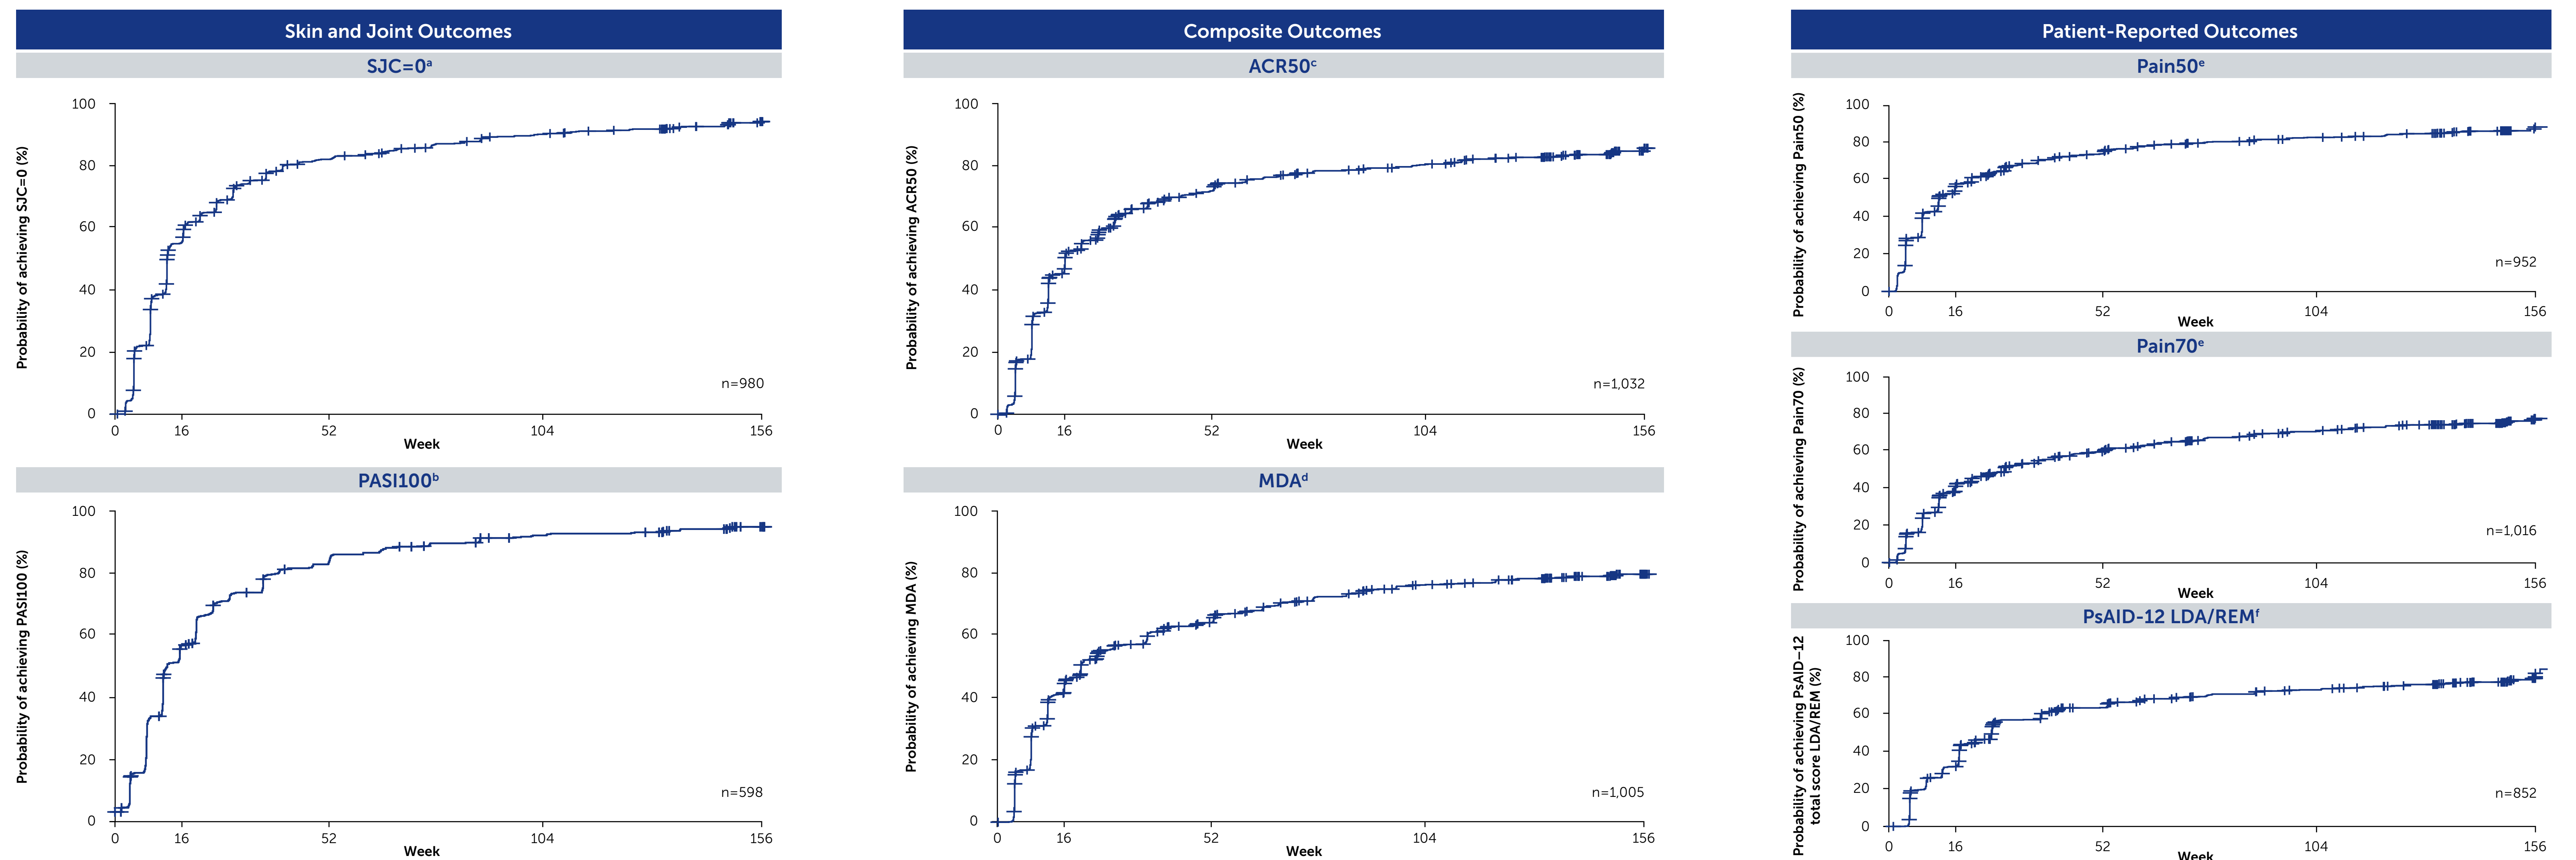 Skin and Joint Outcomes
SJC=0ᵃ
Probability of achieving SJC=0 (%)
100
80
60
40
20
0
n=980
0 16 52 104 156
Week
PASI100ᵇ
Probability of achieving PASI100 (%)
100
80
60
40
20
0
n=598
0 16 52 104 156
Week
Composite Outcomes
ACR50ᶜ
Probability of achieving ACR50 (%)
100
80
60
40
20
0
n=1,032
0 16 52 104 156
Week
MDAᵈ
Probability of achieving MDA (%)
100
80
60
40
20
0
n=1,005
0 16 52 104 156
Week
Patient-Reported Outcomes
Pain50ᵉ
Probability of achieving Pain50 (%)
100
80
60
40
20
0
n=952
0 16 52 104 156
Week
Pain70ᵉ
Probability of achieving Pain70 (%)
100
80
60
40
20
0
n=1,016
0 16 52 104 156
Week
PsAID-12 LDA/REMᶠ
Probability of achieving PsAID–12
total score LDA/REM (%)
100
80
60
40
20
0
n=852
0 16 52 104 156
Week